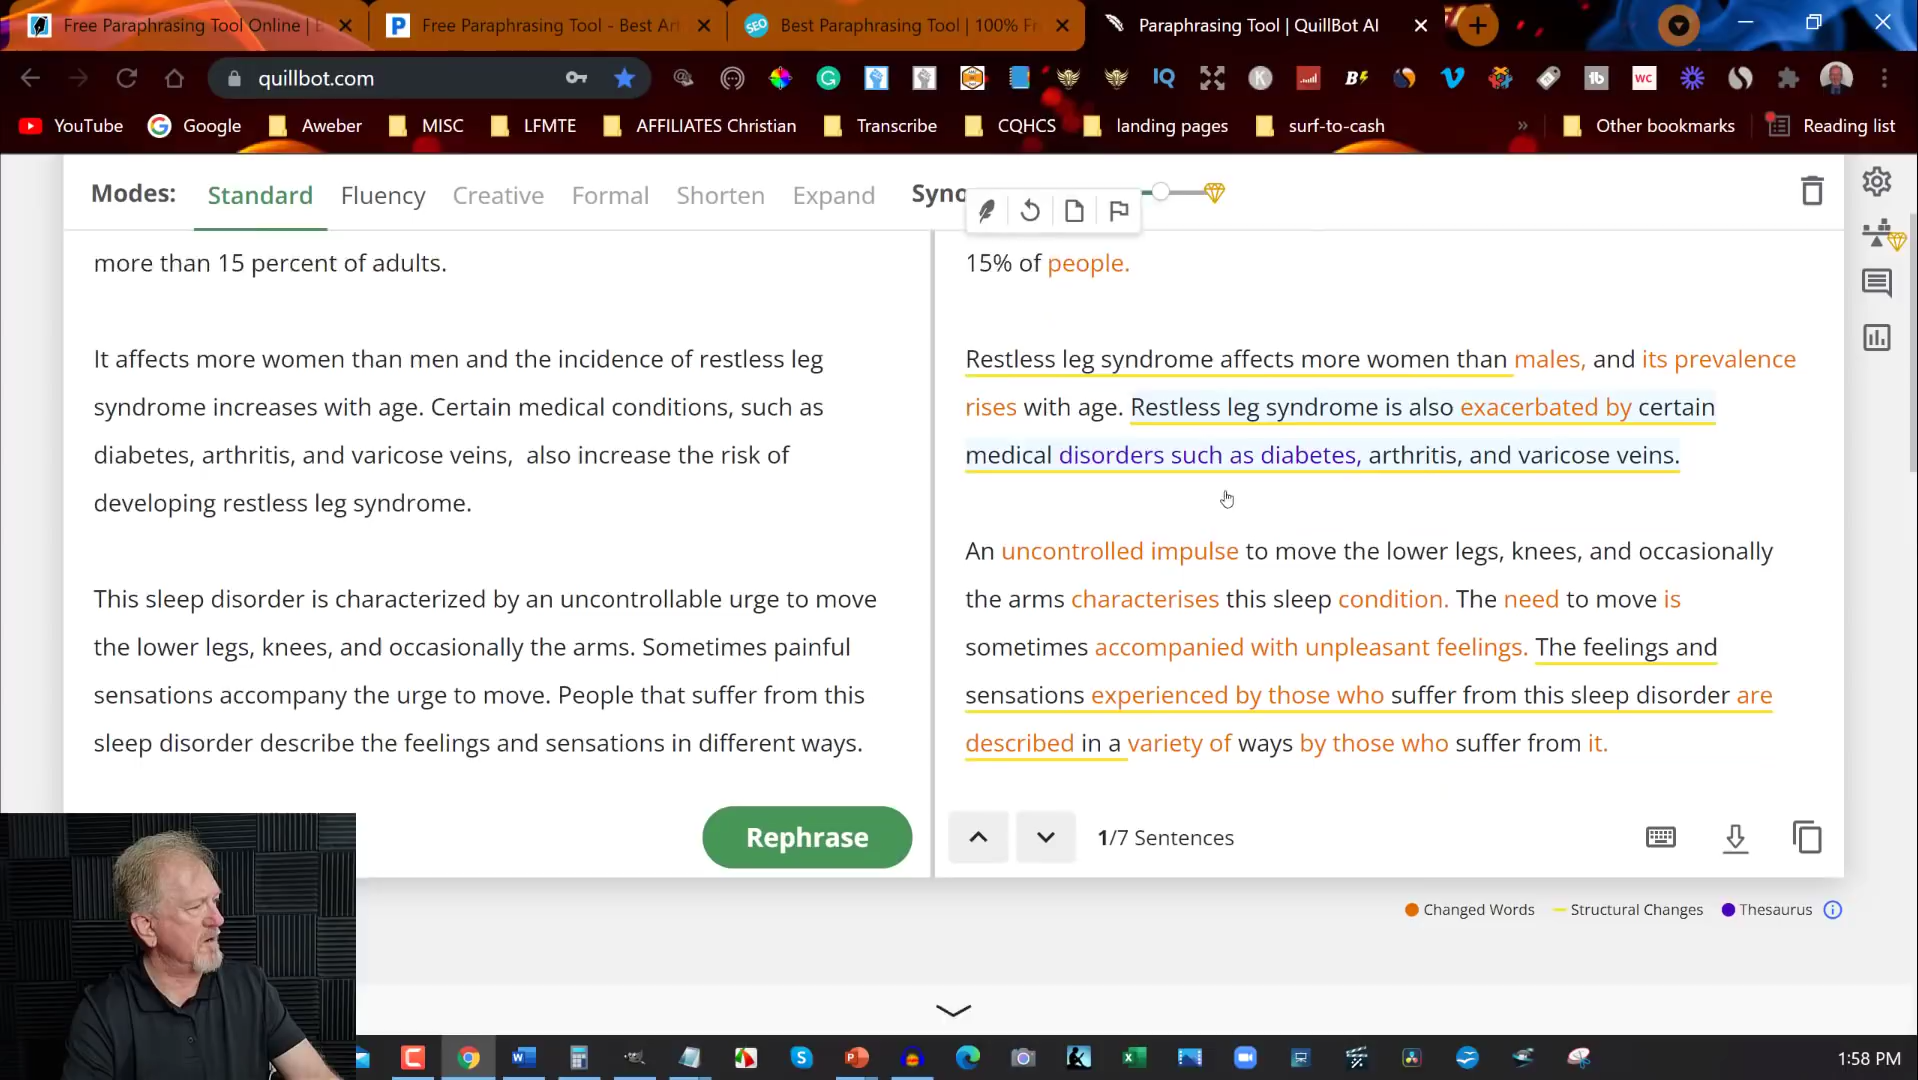 Free Paraphrasing Tool Online |
Free Paraphrasing Tool - Best Art
Best Paraphrasing Tool | 100% Fr
Paraphrasing Tool | QuillBot AI
quillbot.com
YouTube
Google
Aweber
MISC
LFMTE
AFFILIATES Christian
Transcribe
CQHCS
landing pages
surf-to-cash
»
Other bookmarks
Reading list
Modes:
Standard
Fluency
Creative
Formal
Shorten
Expand
Syno
more than 15 percent of adults.
It affects more women than men and the incidence of restless leg
syndrome increases with age. Certain medical conditions, such as
diabetes, arthritis, and varicose veins, also increase the risk of
developing restless leg syndrome.
This sleep disorder is characterized by an uncontrollable urge to move
the lower legs, knees, and occasionally the arms. Sometimes painful
sensations accompany the urge to move. People that suffer from this
sleep disorder describe the feelings and sensations in different ways.
Rephrase
15% of people.
Restless leg syndrome affects more women than males, and its prevalence
rises with age. Restless leg syndrome is also exacerbated by certain
medical disorders such as diabetes, arthritis, and varicose veins.
An uncontrolled impulse to move the lower legs, knees, and occasionally
the arms characterises this sleep condition. The need to move is
sometimes accompanied with unpleasant feelings. The feelings and
sensations experienced by those who suffer from this sleep disorder are
described in a variety of ways by those who suffer from it.
1/7 Sentences
Changed Words
Structural Changes
Thesaurus
1:58 PM